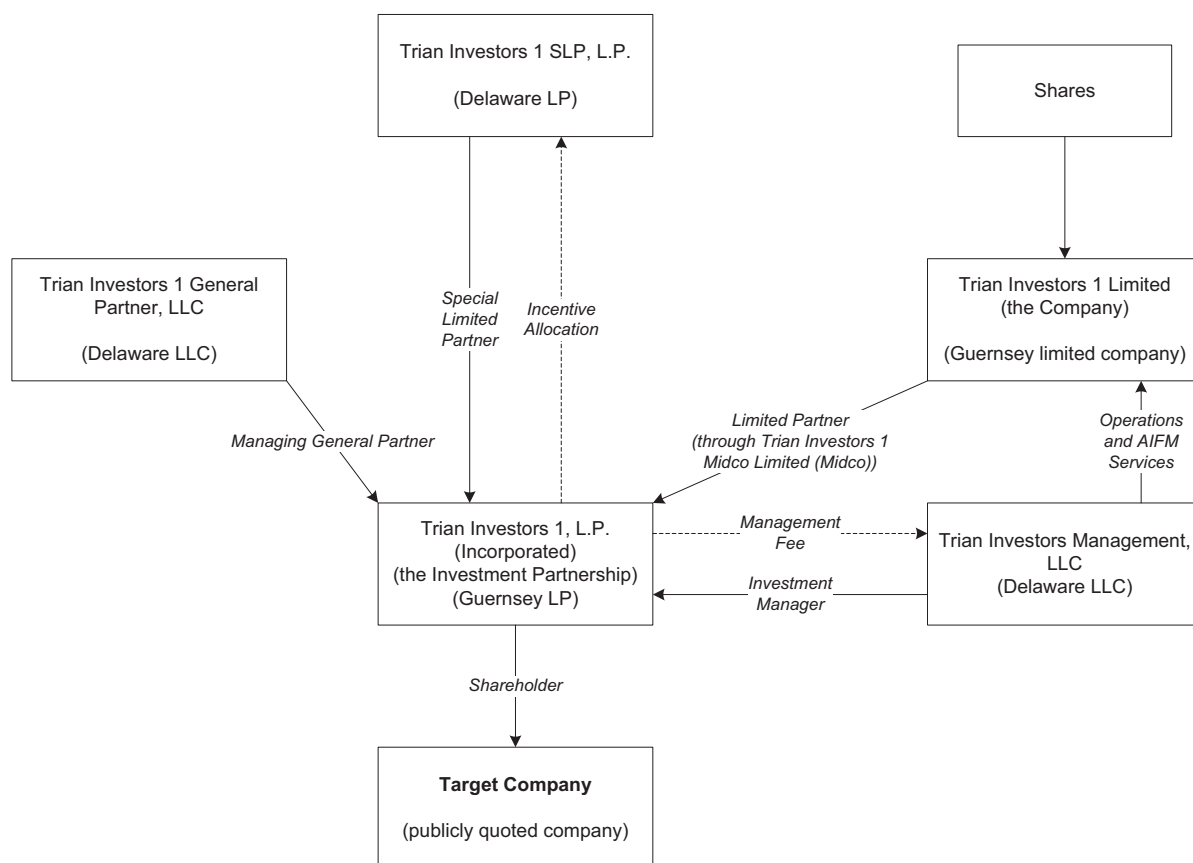 Trian Investors 1 SLP, L.P.
(Delaware LP)
Shares
Trian Investors 1 General
Partner, LLC
(Delaware LLC)
Special
Limited
Partner
Incentive
Allocation
Trian Investors 1 Limited
(the Company)
(Guernsey limited company)
Managing General Partner
Limited Partner
(through Trian Investors 1
Midco Limited (Midco))
Operations
and AIFM
Services
Trian Investors 1, L.P.
(Incorporated)
(the Investment Partnership)
(Guernsey LP)
Management
Fee
Investment
Manager
Trian Investors Management,
LLC
(Delaware LLC)
Shareholder
Target Company
(publicly quoted company)